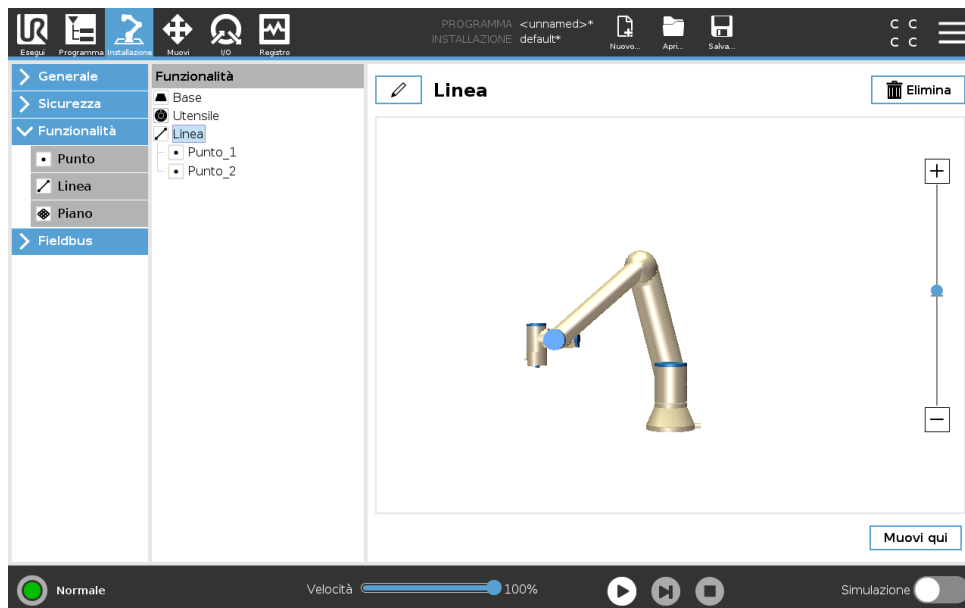 PROGRAMMA <unnamed>*
INSTALLAZIONE default*
UR
Esegui
Programma
Installazione
Muovi
I/O
Registro
Nuovo...
Apri...
Salva...
C C
C C
Generale
Sicurezza
Funzionalità
Punto
Linea
Piano
Fieldbus
Funzionalità
Base
Utensile
Linea
Punto_1
Punto_2
Linea
Elimina
Muovi qui
Normale
Velocità
100%
Simulazione